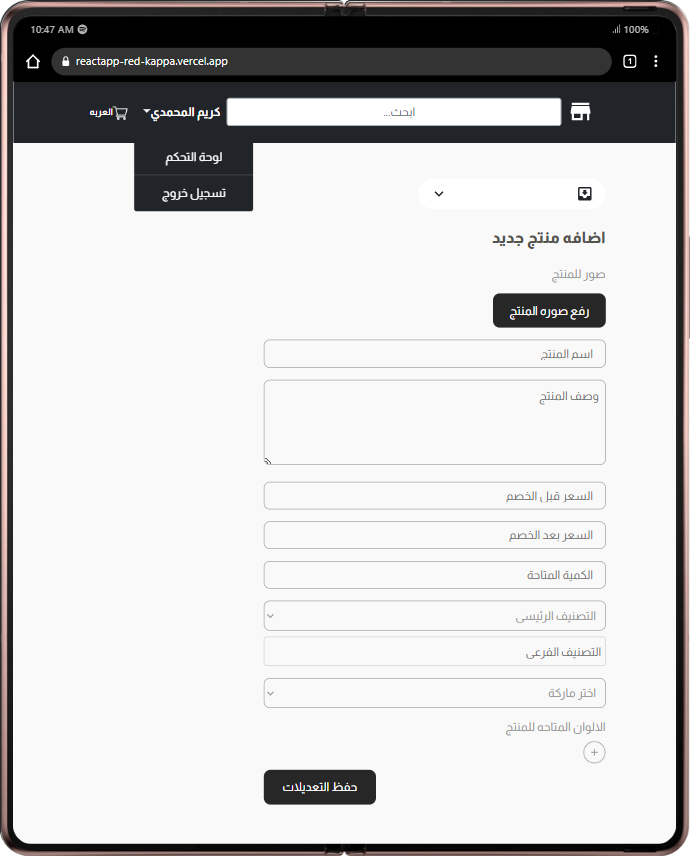 10:47 AM
100%
reactapp-red-kappa.vercel.app
1
ابحث...
كريم المحمدي
العربه
لوحة التحكم
تسجيل خروج
اضافه منتج جديد
صور للمنتج
رفع صوره المنتج
اسم المنتج
وصف المنتج
السعر قبل الخصم
السعر بعد الخصم
الكمية المتاحة
التصنيف الرئيسى
التصنيف الفرعى
اختر ماركة
الالوان المتاحه للمنتج
+
حفظ التعديلات